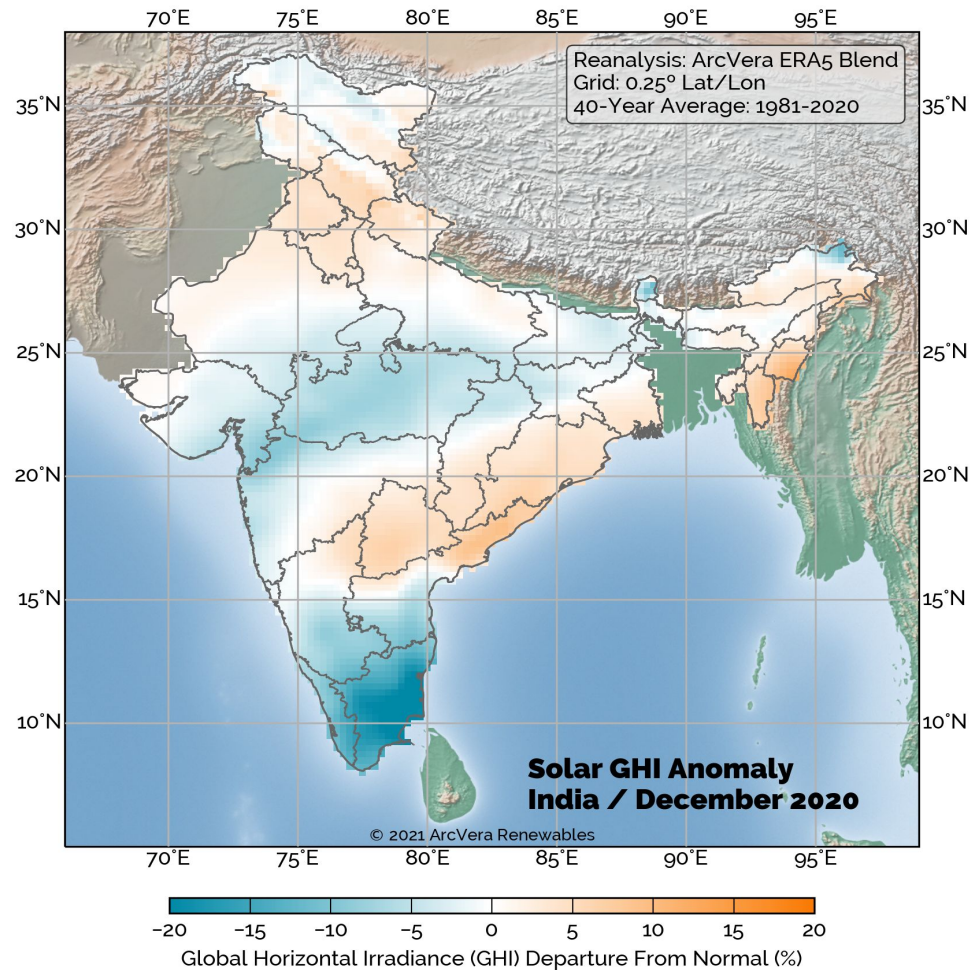 70°E 75°E 80°E 85°E 90°E 95°E
Reanalysis: ArcVera ERA5 Blend
Grid: 0.25º Lat/Lon
40-Year Average: 1981-2020
35°N 35°N
30°N 30°N
25°N 25°N
20°N 20°N
15°N 15°N
10°N 10°N
Solar GHI Anomaly
India / December 2020
© 2021 ArcVera Renewables
70°E 75°E 80°E 85°E 90°E 95°E
−20 −15 −10 −5 0 5 10 15 20
Global Horizontal Irradiance (GHI) Departure From Normal (%)